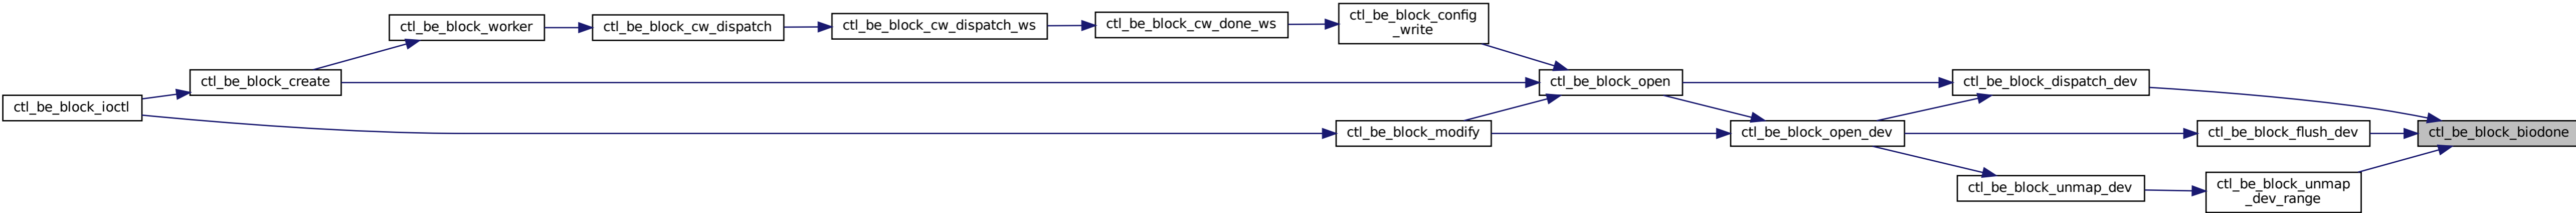 ctl_be_block_worker
ctl_be_block_cw_dispatch
ctl_be_block_cw_dispatch_ws
ctl_be_block_cw_done_ws
ctl_be_block_config
_write
ctl_be_block_create
ctl_be_block_open
ctl_be_block_dispatch_dev
ctl_be_block_ioctl
ctl_be_block_modify
ctl_be_block_open_dev
ctl_be_block_flush_dev
ctl_be_block_biodone
ctl_be_block_unmap_dev
ctl_be_block_unmap
_dev_range